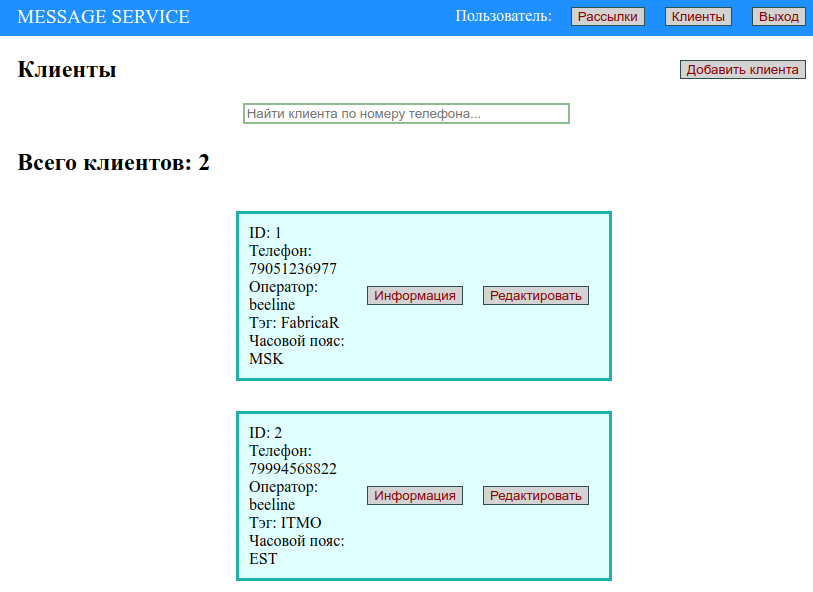 MESSAGE SERVICE Пользователь: Рассылки Клиенты Выход
Клиенты Добавить клиента
Найти клиента по номеру телефона...
Всего клиентов: 2
ID: 1
Телефон:
79051236977
Оператор:
beeline
Тэг: FabricaR
Часовой пояс:
MSK
Информация Редактировать
ID: 2
Телефон:
79994568822
Оператор:
beeline
Тэг: ITMO
Часовой пояс:
EST
Информация Редактировать